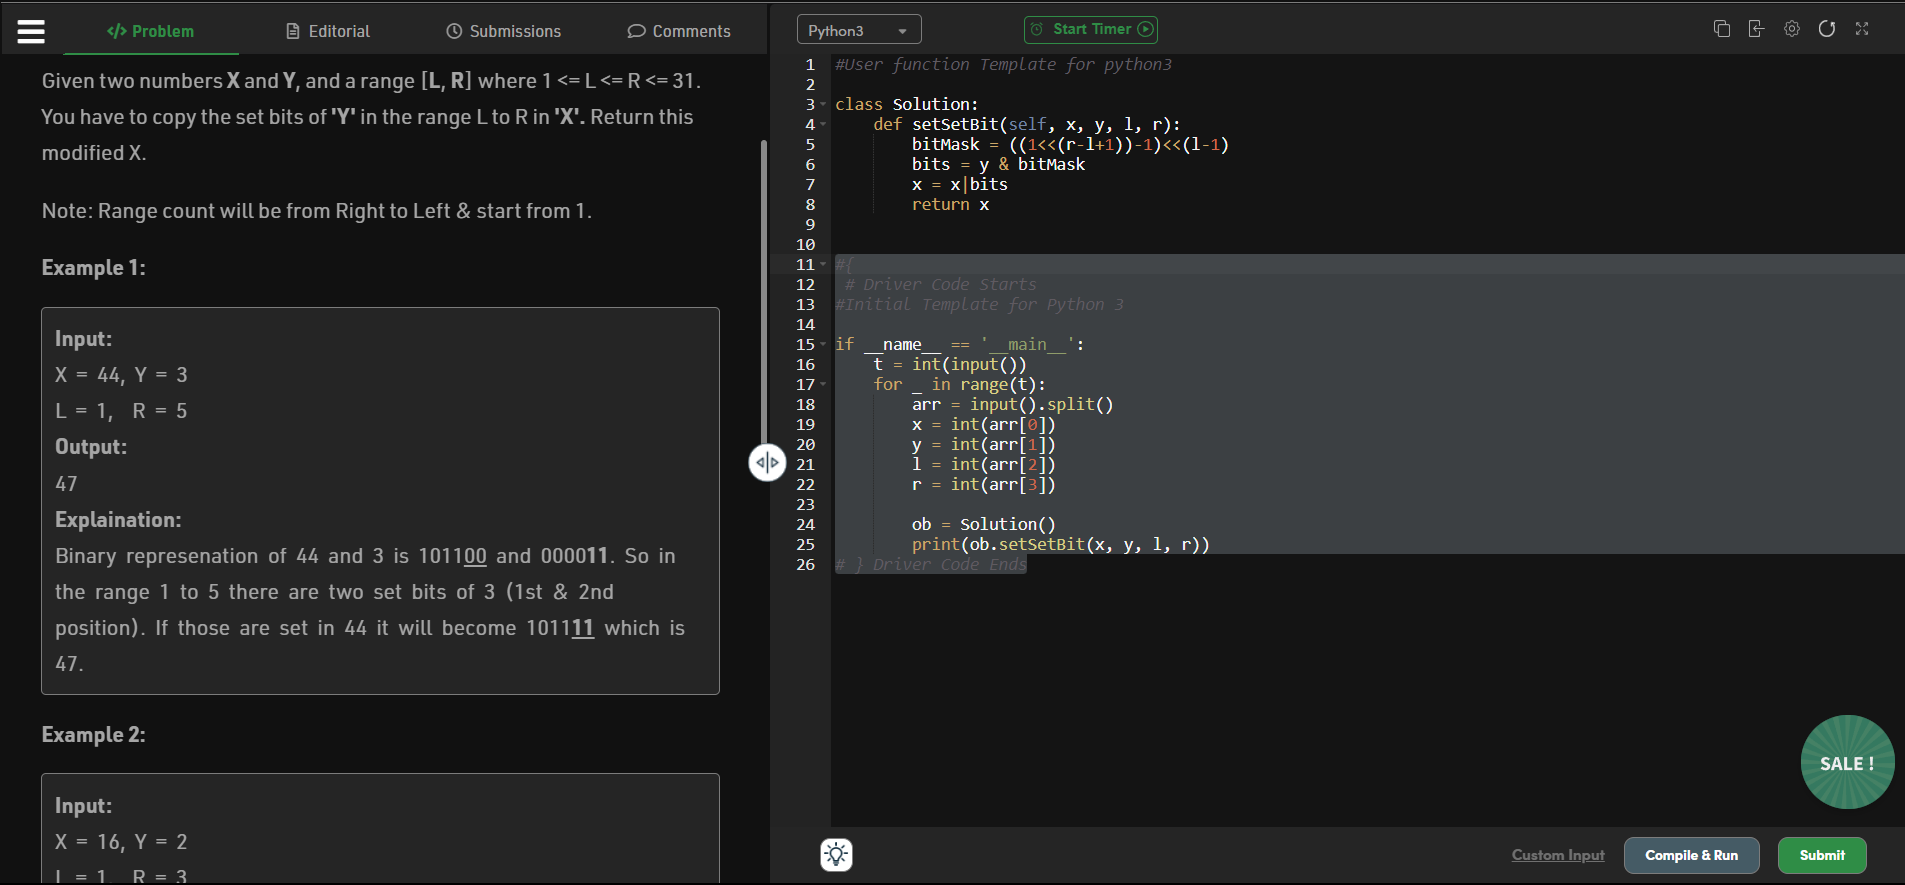 Problem
Editorial
Submissions
Comments
Given two numbers X and Y, and a range [L, R] where 1 <= L <= R <= 31.
You have to copy the set bits of 'Y' in the range L to R in 'X'. Return this
modified X.
Note: Range count will be from Right to Left & start from 1.
Example 1:
Input:
X = 44, Y = 3
L = 1,  R = 5
Output:
47
Explaination:
Binary represenation of 44 and 3 is 101100 and 000011. So in
the range 1 to 5 there are two set bits of 3 (1st & 2nd
position). If those are set in 44 it will become 101111 which is
47.
Example 2:
Input:
X = 16, Y = 2
L = 1  R = 3
Python3
Start Timer
1 #User function Template for python3
2
3 class Solution:
4     def setSetBit(self, x, y, l, r):
5         bitMask = ((1<<(r-l+1))-1)<<(l-1)
6         bits = y & bitMask
7         x = x|bits
8         return x
9
10
11 #{
12  # Driver Code Starts
13 #Initial Template for Python 3
14
15 if __name__ == '__main__':
16     t = int(input())
17     for _ in range(t):
18         arr = input().split()
19         x = int(arr[0])
20         y = int(arr[1])
21         l = int(arr[2])
22         r = int(arr[3])
23
24         ob = Solution()
25         print(ob.setSetBit(x, y, l, r))
26 # } Driver Code Ends
SALE !
Custom Input
Compile & Run
Submit